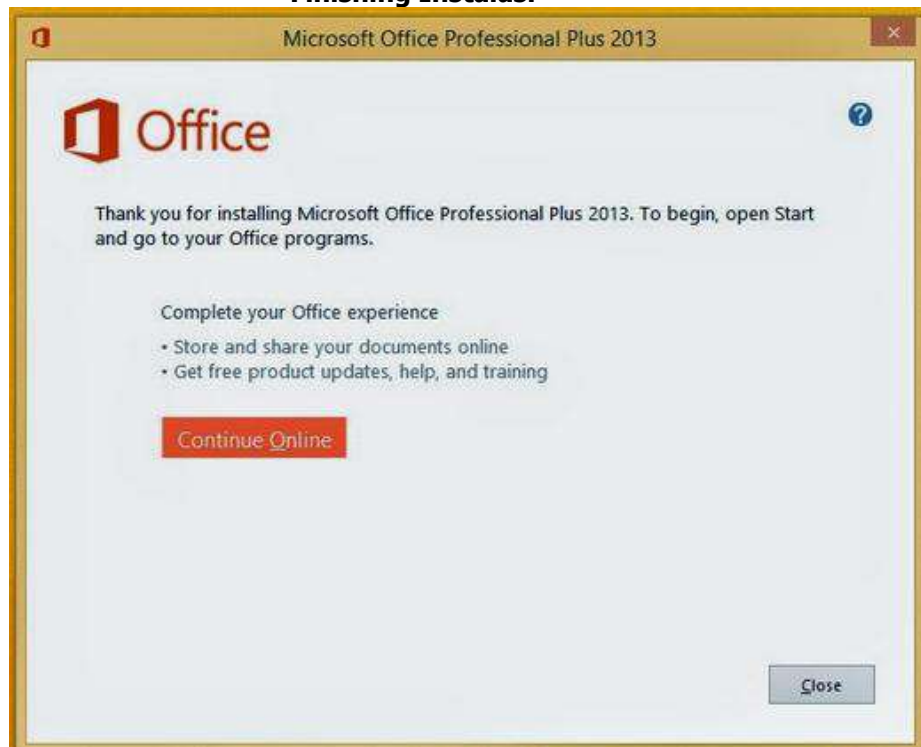 Finishing Instalasi
Microsoft Office Professional Plus 2013
Office
Thank you for installing Microsoft Office Professional Plus 2013. To begin, open Start
and go to your Office programs.
Complete your Office experience
• Store and share your documents online
• Get free product updates, help, and training
Continue Online
Close